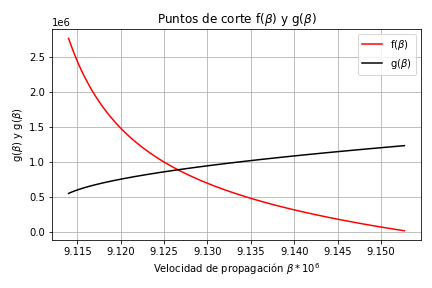 Puntos de corte f(β) y g(β)
1e6
f(β)
g(β)
2.5
2.0
1.5
1.0
0.5
0.0
g(β) y g(β)
9.115 9.120 9.125 9.130 9.135 9.140 9.145 9.150
Velocidad de propagación β * 10⁶